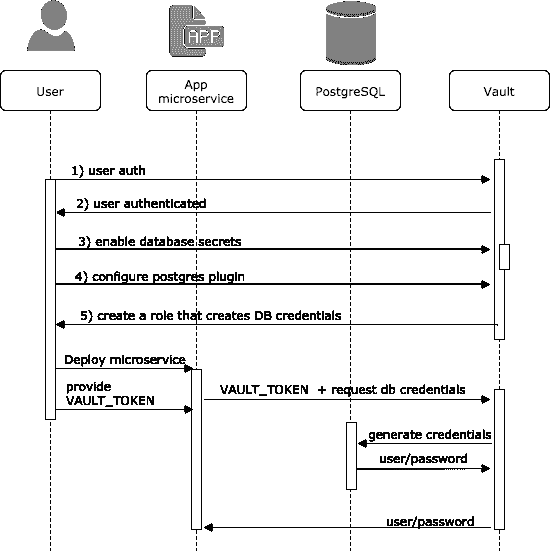 APP
User
App
microservice
PostgreSQL
Vault
1) user auth
2) user authenticated
3) enable database secrets
4) configure postgres plugin
5) create a role that creates DB credentials
Deploy microservice
provide
VAULT_TOKEN
VAULT_TOKEN + request db credentials
generate credentials
user/password
user/password